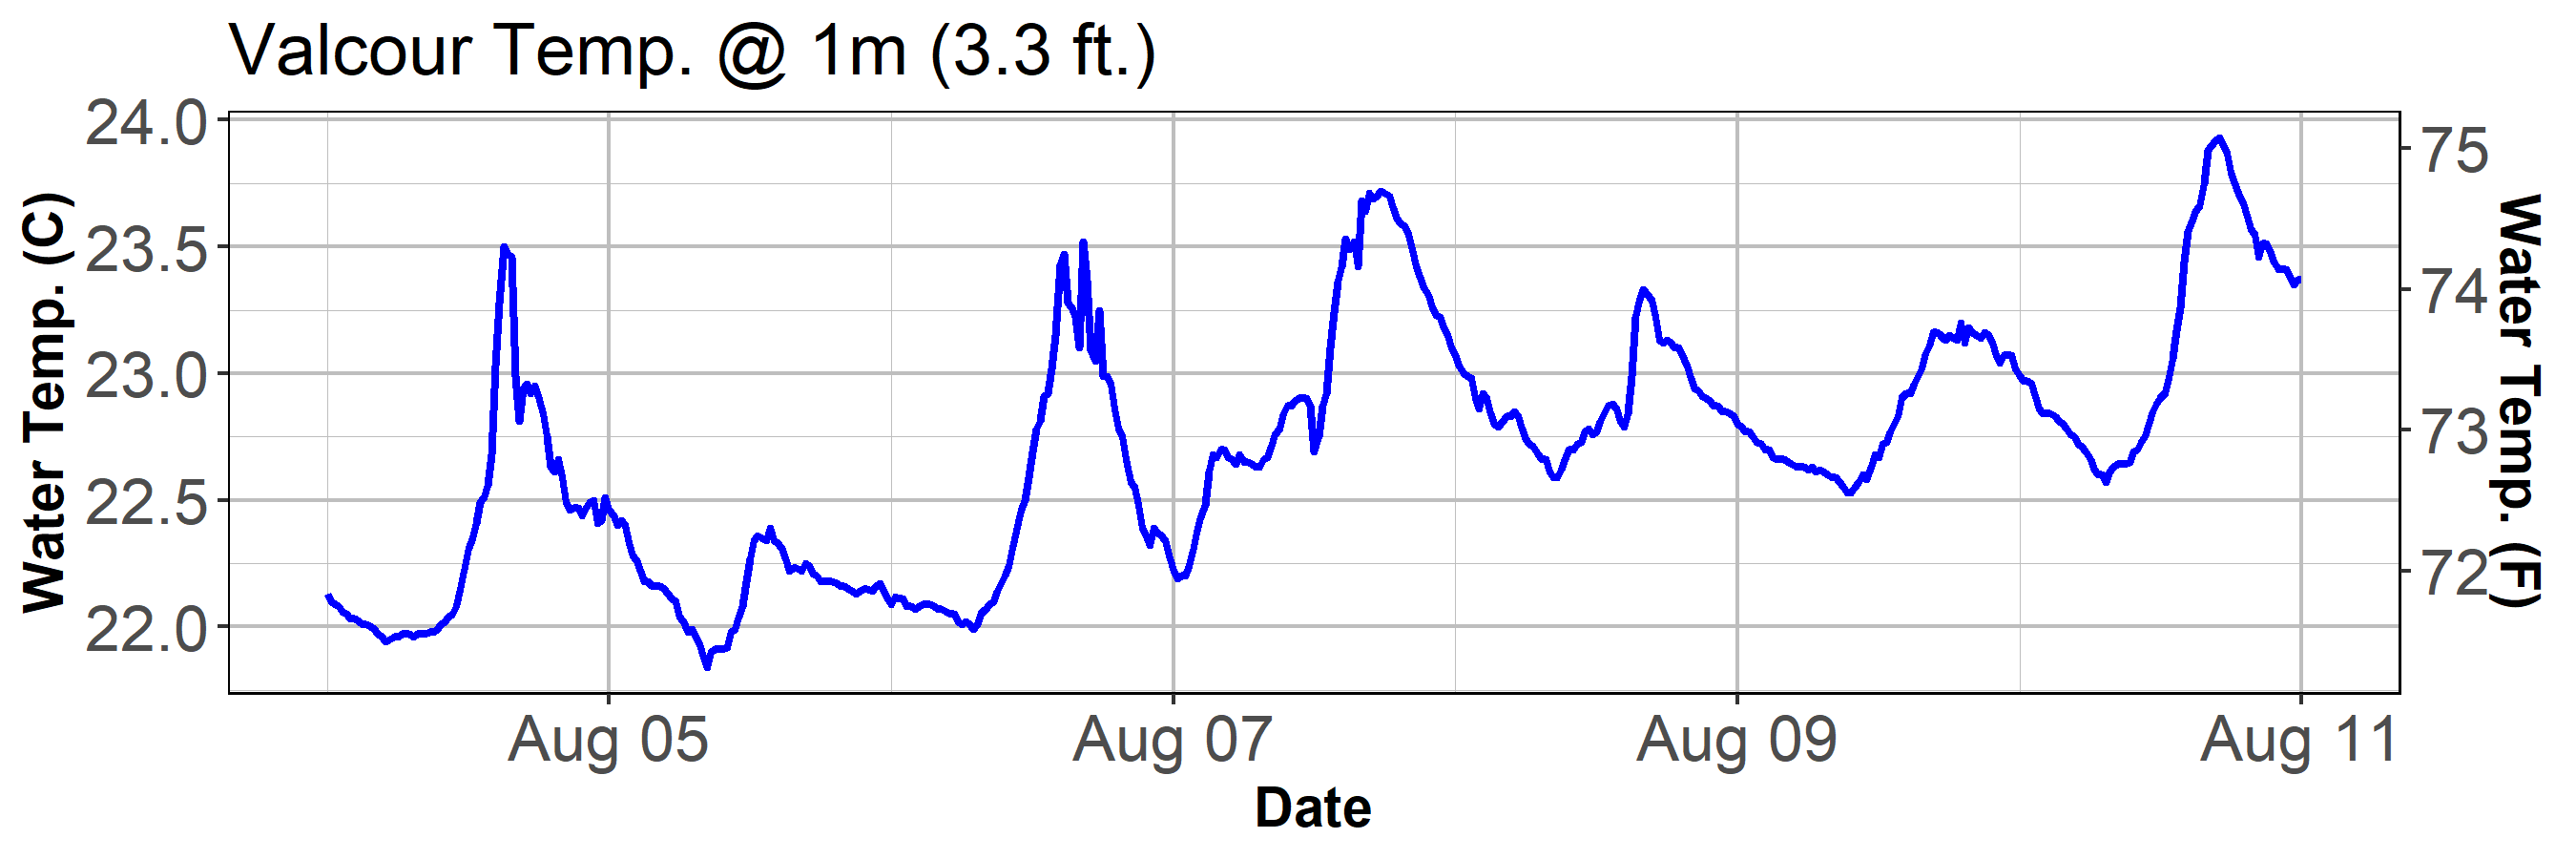 Valcour Temp. @ 1m (3.3 ft.)
Water Temp. (C)
24.0
23.5
23.0
22.5
22.0
75
74
73
72
Water Temp. (F)
Aug 05
Aug 07
Aug 09
Aug 11
Date